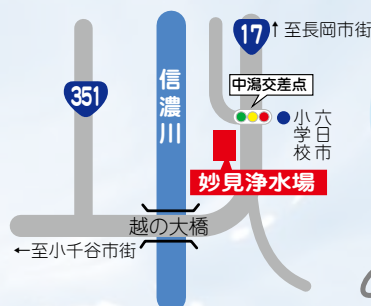 17
↑至長岡市街
351
信濃川
中潟交差点
六日市小学校
妙見浄水場
越の大橋
←至小千谷市街